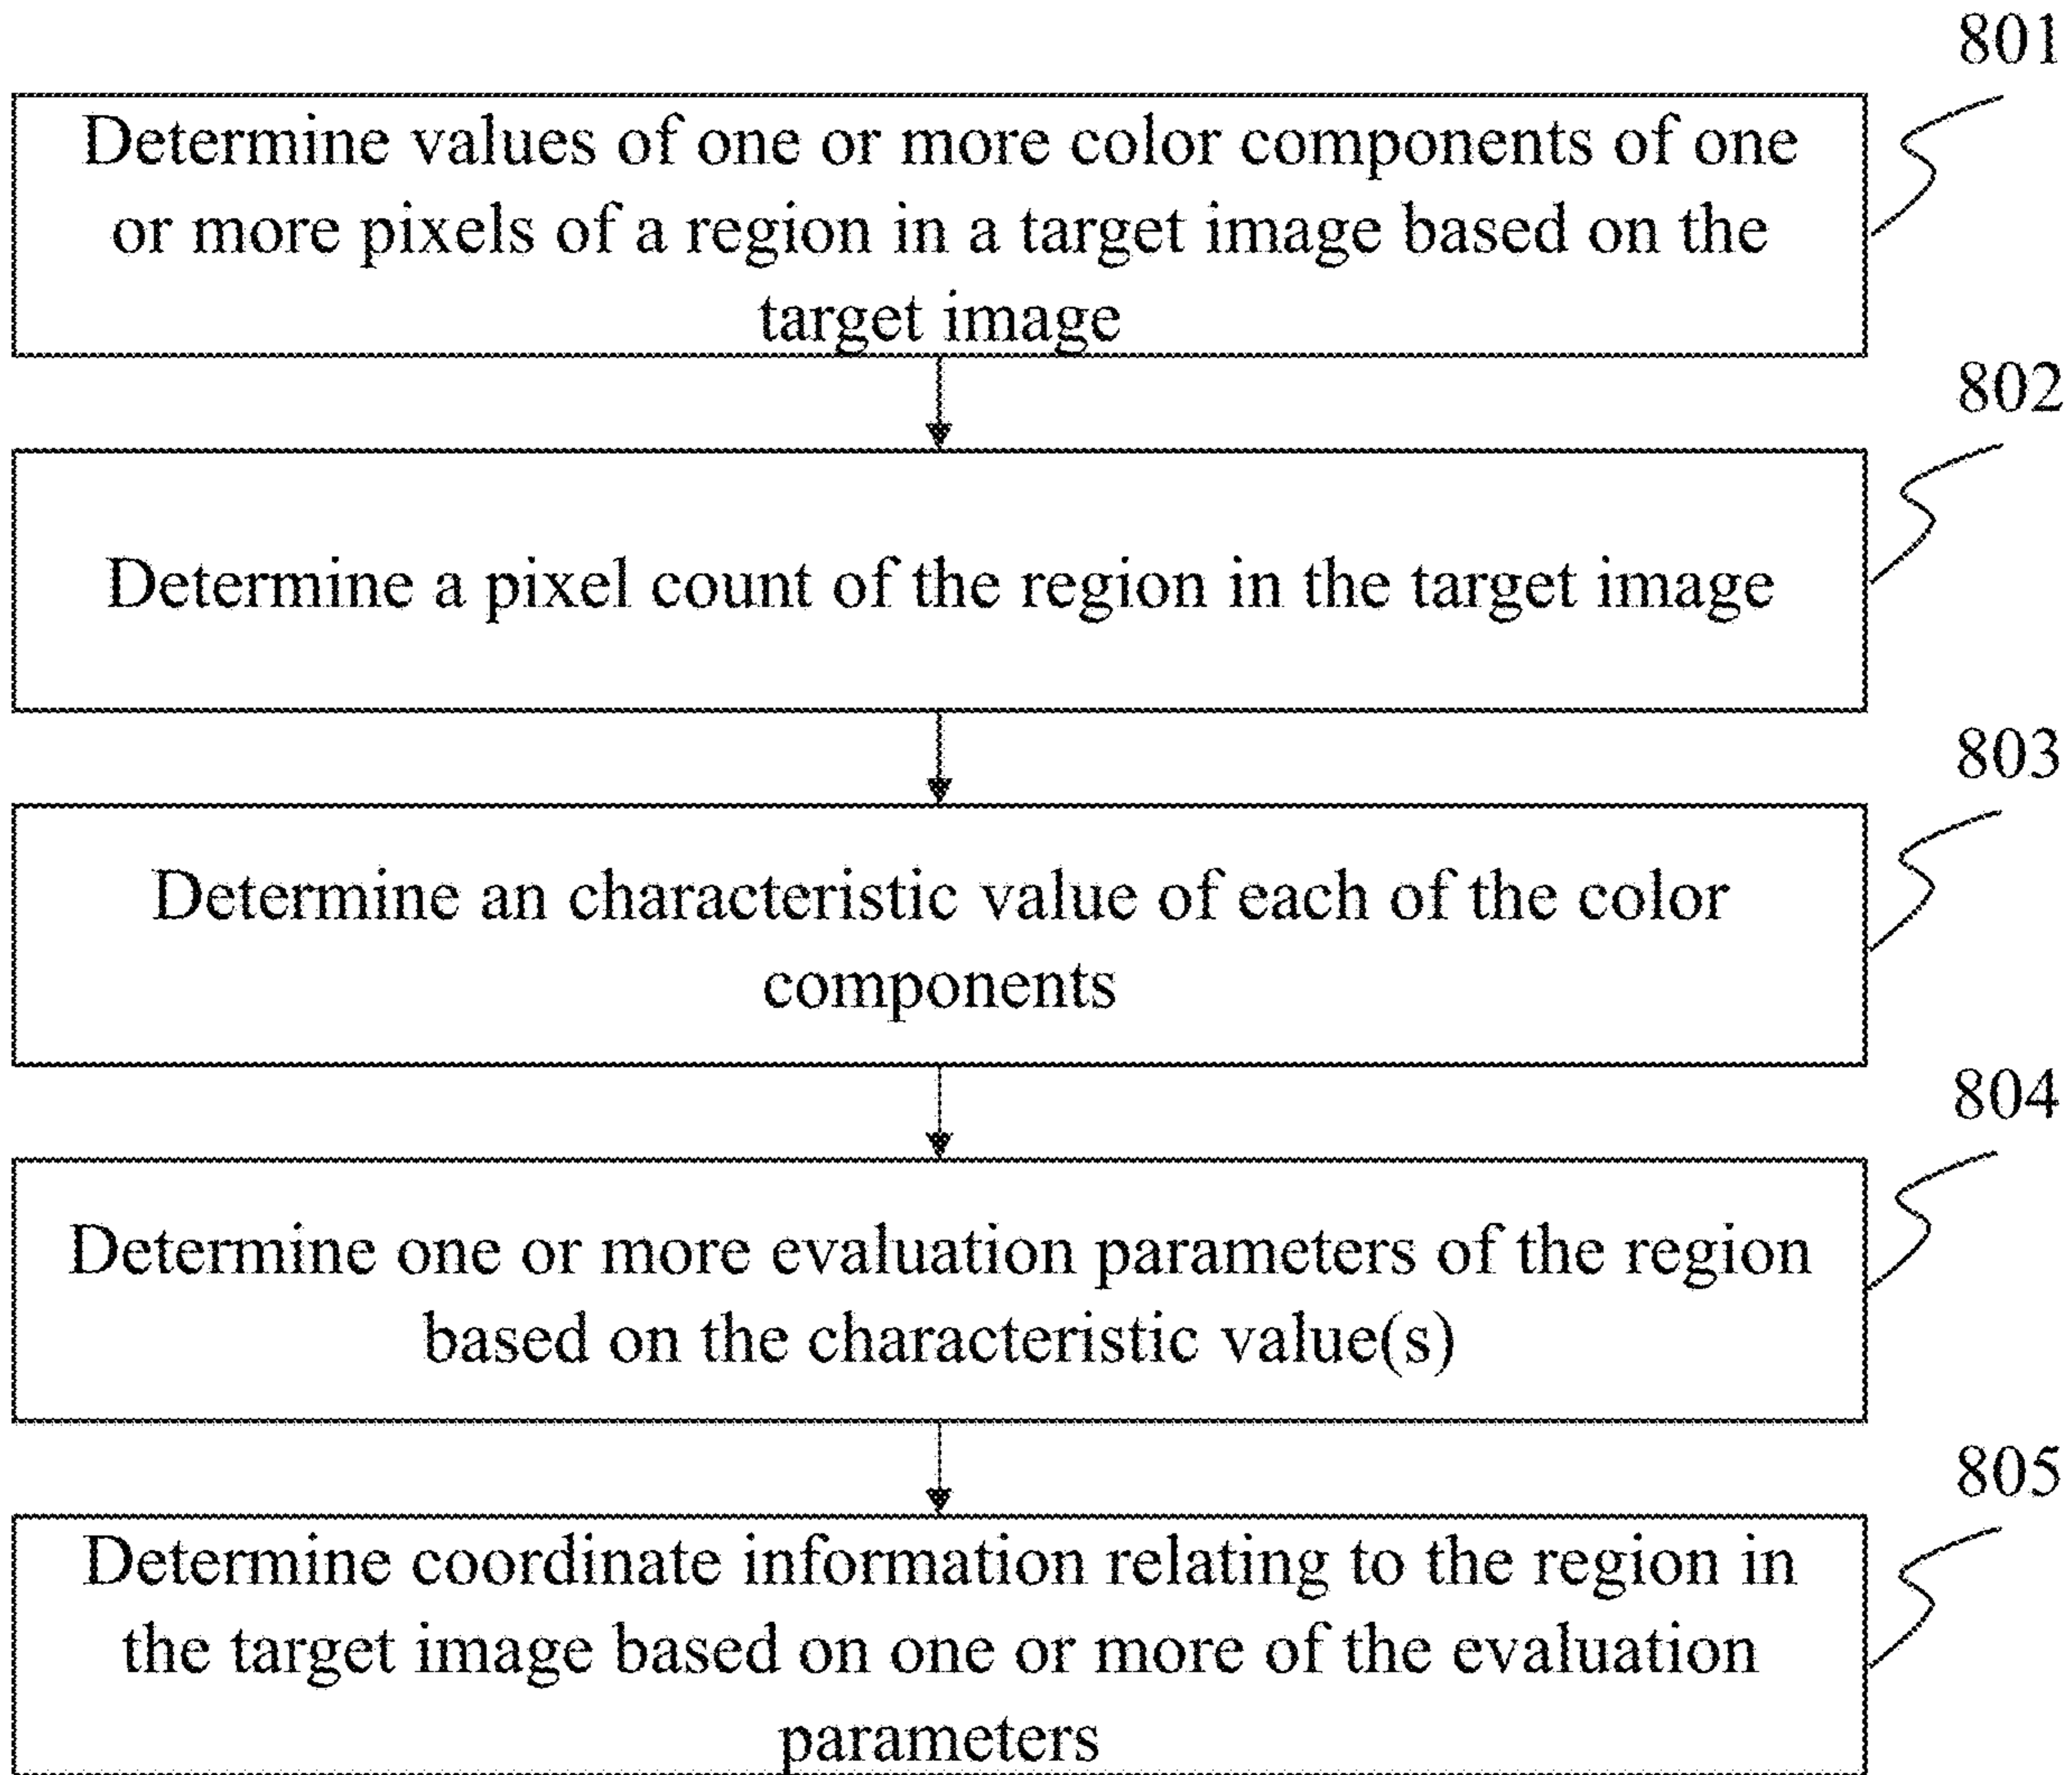 801
Determine values of one or more color components of one
or more pixels of a region in a target image based on the
target image
802
Determine a pixel count of the region in the target image
803
Determine an characteristic value of each of the color
components
804
Determine one or more evaluation parameters of the region
based on the characteristic value(s)
805
Determine coordinate information relating to the region in
the target image based on one or more of the evaluation
parameters